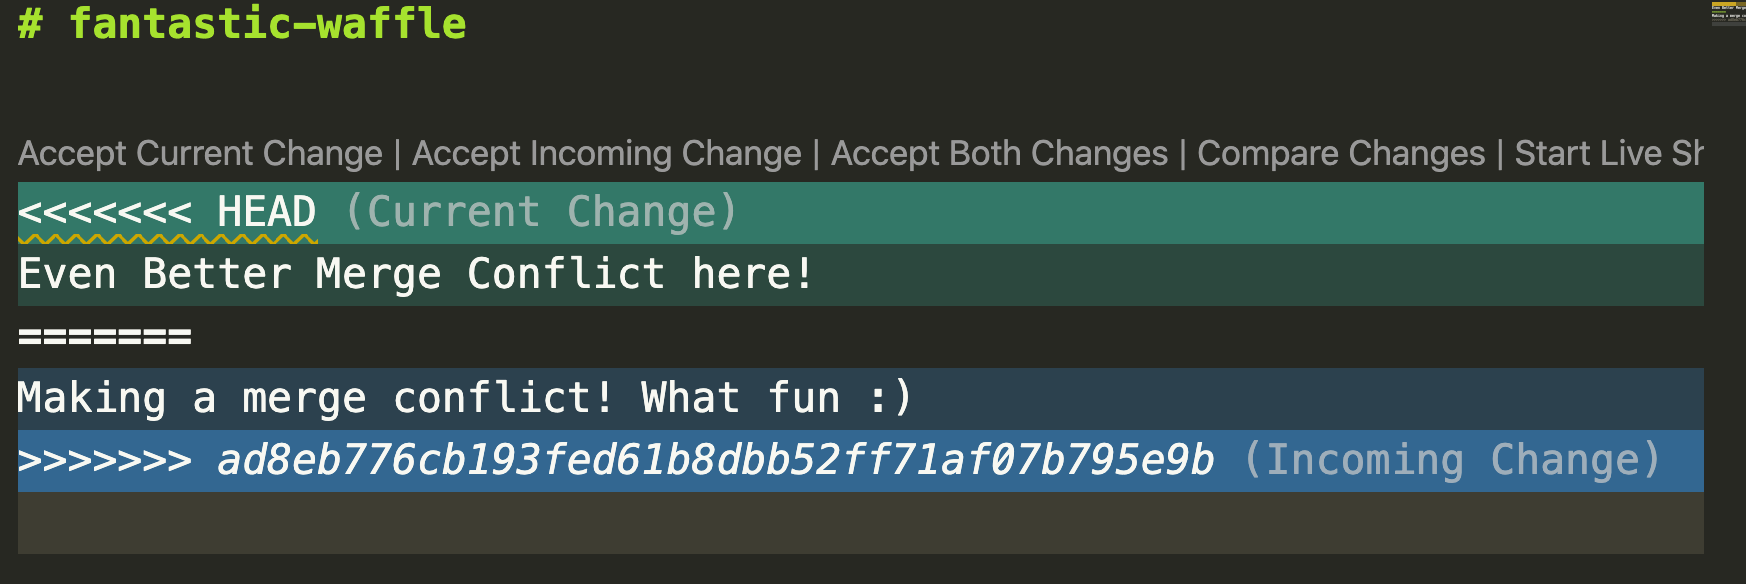 # fantastic-waffle
Accept Current Change | Accept Incoming Change | Accept Both Changes | Compare Changes | Start Live Sh
<<<<<<< HEAD (Current Change)
Even Better Merge Conflict here!
=======
Making a merge conflict! What fun :)
>>>>>>> ad8eb776cb193fed61b8dbb52ff71af07b795e9b (Incoming Change)